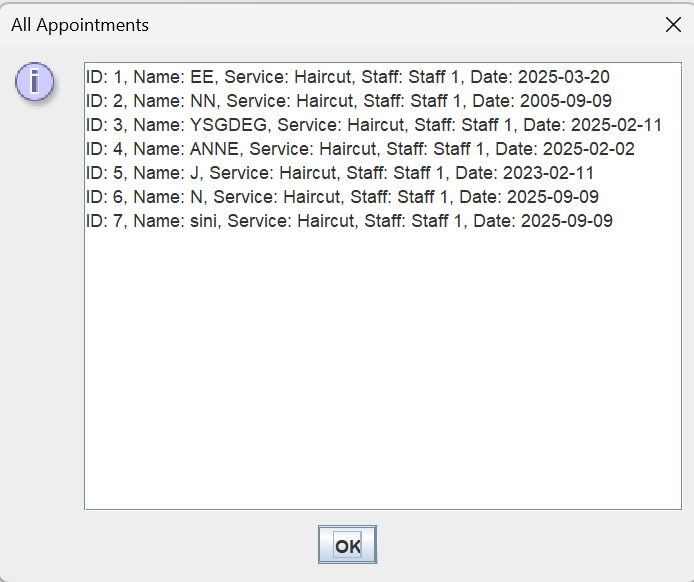 All Appointments
ID: 1, Name: EE, Service: Haircut, Staff: Staff 1, Date: 2025-03-20
ID: 2, Name: NN, Service: Haircut, Staff: Staff 1, Date: 2005-09-09
ID: 3, Name: YSGDEG, Service: Haircut, Staff: Staff 1, Date: 2025-02-11
ID: 4, Name: ANNE, Service: Haircut, Staff: Staff 1, Date: 2025-02-02
ID: 5, Name: J, Service: Haircut, Staff: Staff 1, Date: 2023-02-11
ID: 6, Name: N, Service: Haircut, Staff: Staff 1, Date: 2025-09-09
ID: 7, Name: sini, Service: Haircut, Staff: Staff 1, Date: 2025-09-09
OK